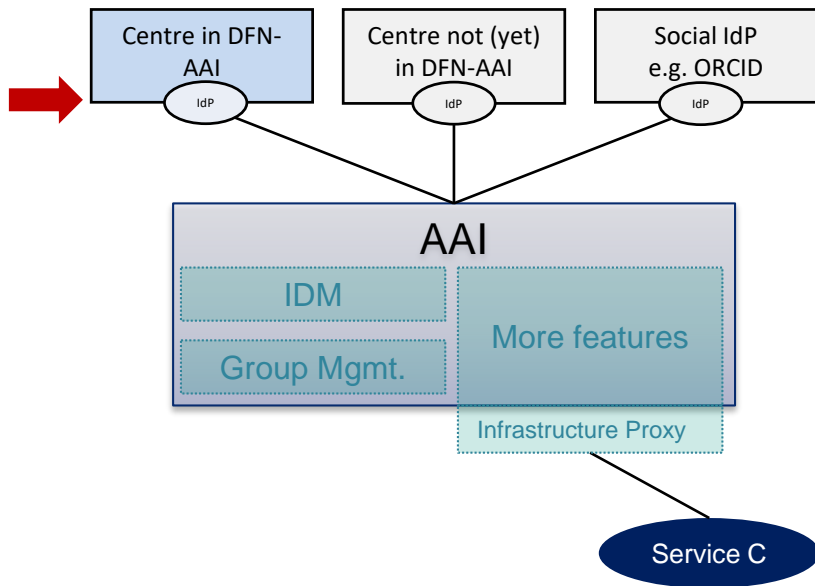 Centre in DFN-
AAI
IdP
Centre not (yet)
in DFN-AAI
IdP
Social IdP
e.g. ORCID
IdP
AAI
IDM
Group Mgmt.
More features
Infrastructure Proxy
Service C